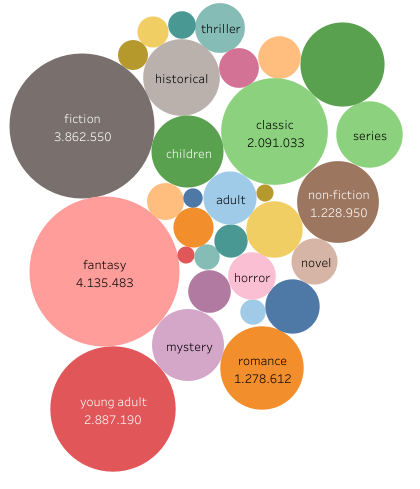 thriller
historical
fiction
3.862.550
classic
2.091.033
series
children
non-fiction
1.228.950
adult
fantasy
4.135.483
novel
horror
mystery
romance
1.278.612
young adult
2.887.190